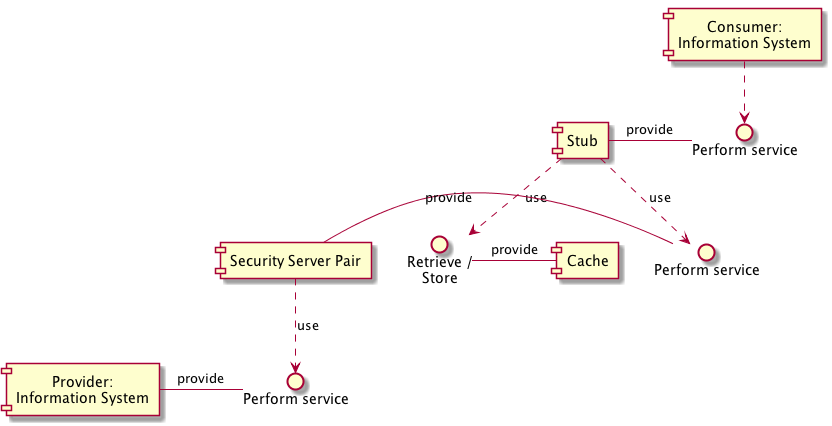 Consumer:
Information System
provide
Stub
Perform service
provide
use
use
Security Server Pair
Retrieve /
Store
provide
Cache
Perform service
use
Provider:
Information System
provide
Perform service